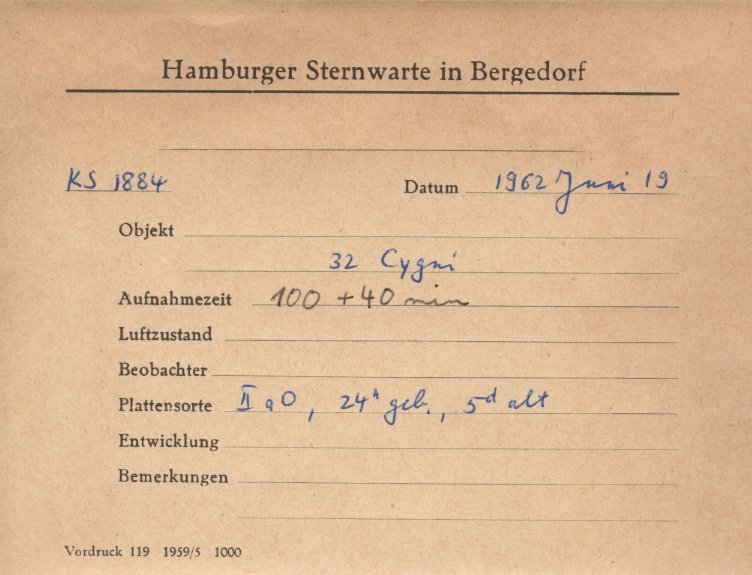 Hamburger Sternwarte in Bergedorf
KS 1884 Datum 1962 Juni 19
Objekt
32 Cygni
Aufnahmezeit 100 + 40 min
Luftzustand
Beobachter
Plattensorte II a O, 24ʰ geb., 5ᵈ alt
Entwicklung
Bemerkungen
Vordruck 119 1959/5 1000